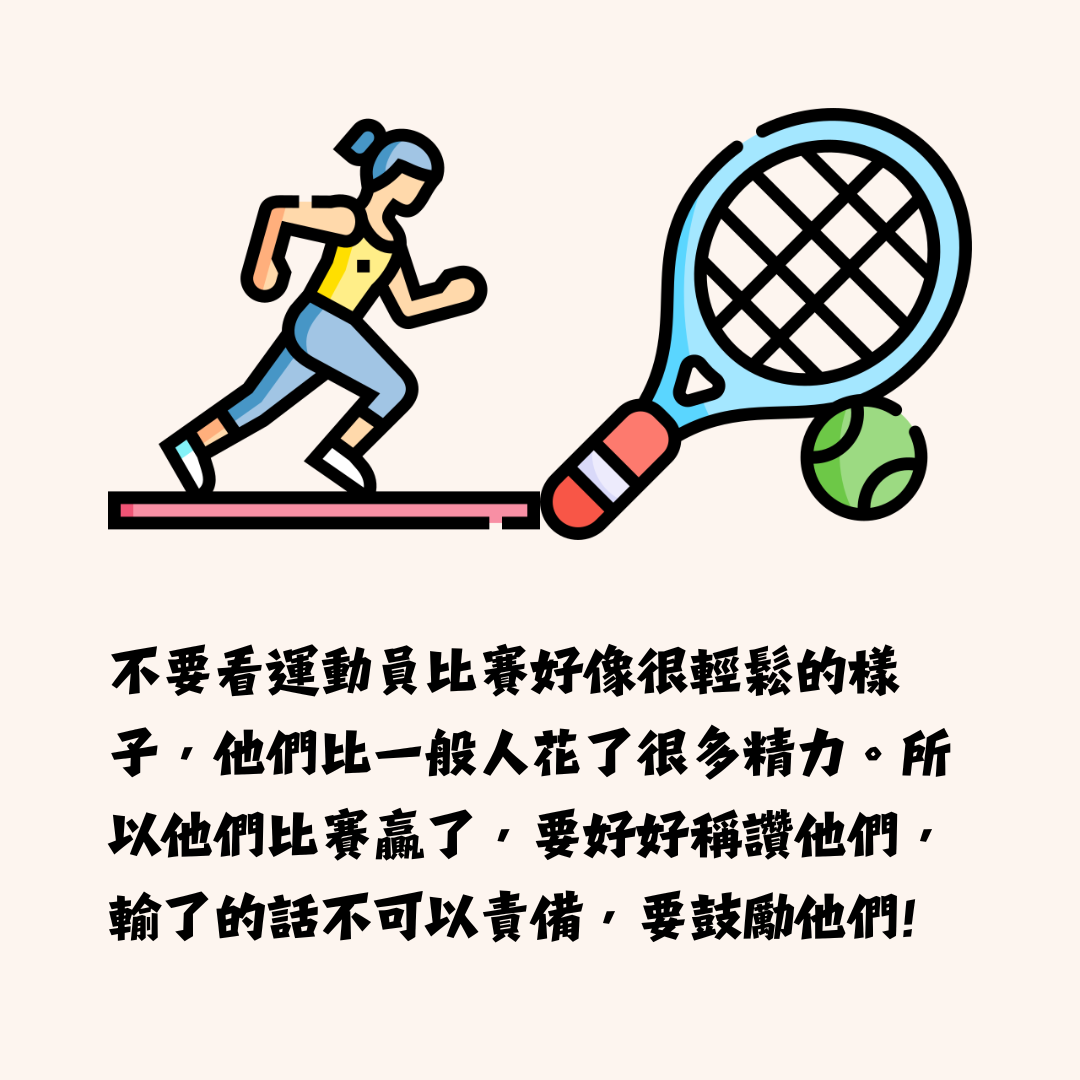 不要看運動員比賽好像很輕鬆的樣
子，他們比一般人花了很多精力。所
以他們比賽贏了，要好好稱讚他們，
輸了的話不可以責備，要鼓勵他們!